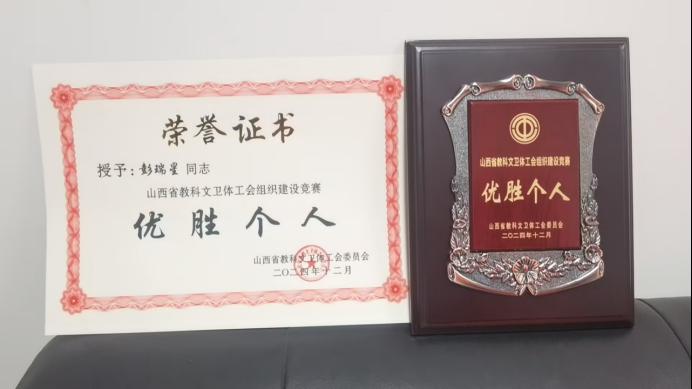 荣誉证书
授予：彭瑞星 同志
山西省教科文卫体工会组织建设竞赛
优胜个人
山西省教科文卫体工会委员会
二〇二四年十二月
山西省教科文卫体工会组织建设竞赛
优胜个人
山西省教科文卫体工会委员会
二〇二四年十二月